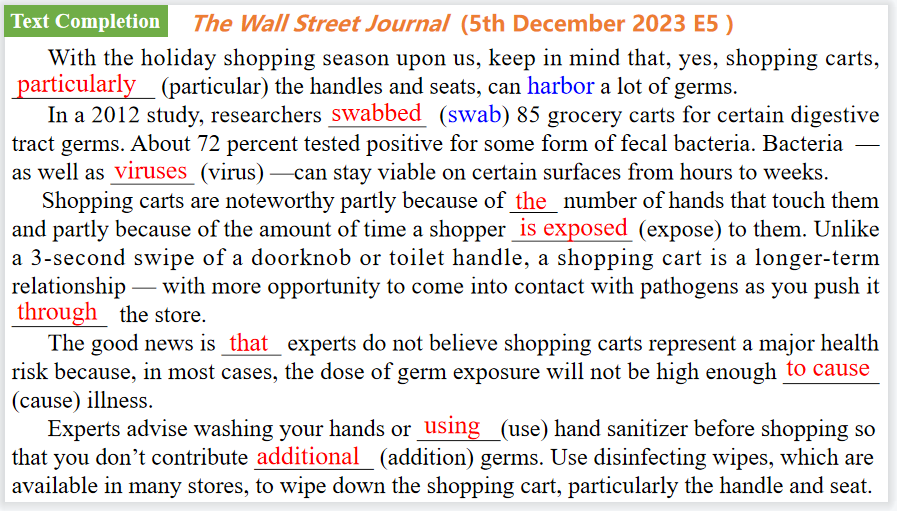 Text Completion The Wall Street Journal (5th December 2023 E5 )
With the holiday shopping season upon us, keep in mind that, yes, shopping carts,
particularly (particular) the handles and seats, can harbor a lot of germs.
In a 2012 study, researchers swabbed (swab) 85 grocery carts for certain digestive
tract germs. About 72 percent tested positive for some form of fecal bacteria. Bacteria —
as well as viruses (virus) —can stay viable on certain surfaces from hours to weeks.
Shopping carts are noteworthy partly because of the number of hands that touch them
and partly because of the amount of time a shopper is exposed (expose) to them. Unlike
a 3-second swipe of a doorknob or toilet handle, a shopping cart is a longer-term
relationship — with more opportunity to come into contact with pathogens as you push it
through the store.
The good news is that experts do not believe shopping carts represent a major health
risk because, in most cases, the dose of germ exposure will not be high enough to cause
(cause) illness.
Experts advise washing your hands or using (use) hand sanitizer before shopping so
that you don’t contribute additional (addition) germs. Use disinfecting wipes, which are
available in many stores, to wipe down the shopping cart, particularly the handle and seat.